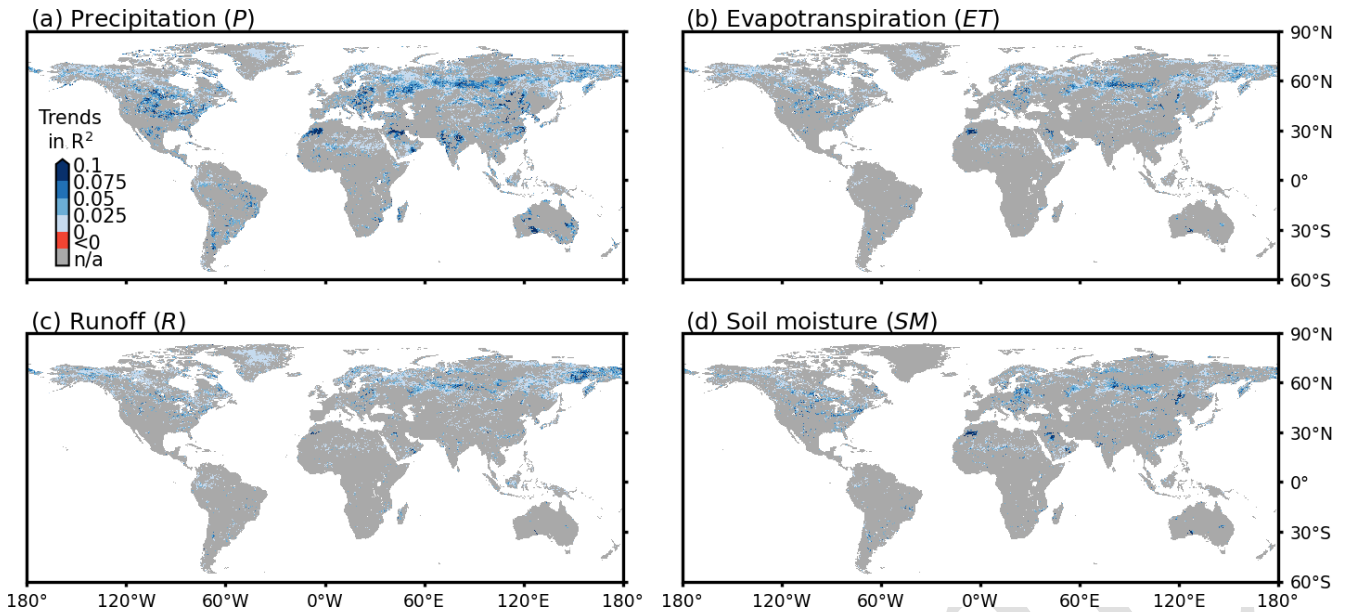 (a) Precipitation (P)
(b) Evapotranspiration (ET)
90°N
60°N
30°N
0°
30°S
60°S
Trends
in R²
0.1
0.075
0.05
0.025
0
<0
n/a
(c) Runoff (R)
(d) Soil moisture (SM)
90°N
60°N
30°N
0°
30°S
60°S
180° 120°W 60°W 0°W 60°E 120°E 180°
180° 120°W 60°W 0°W 60°E 120°E 180°